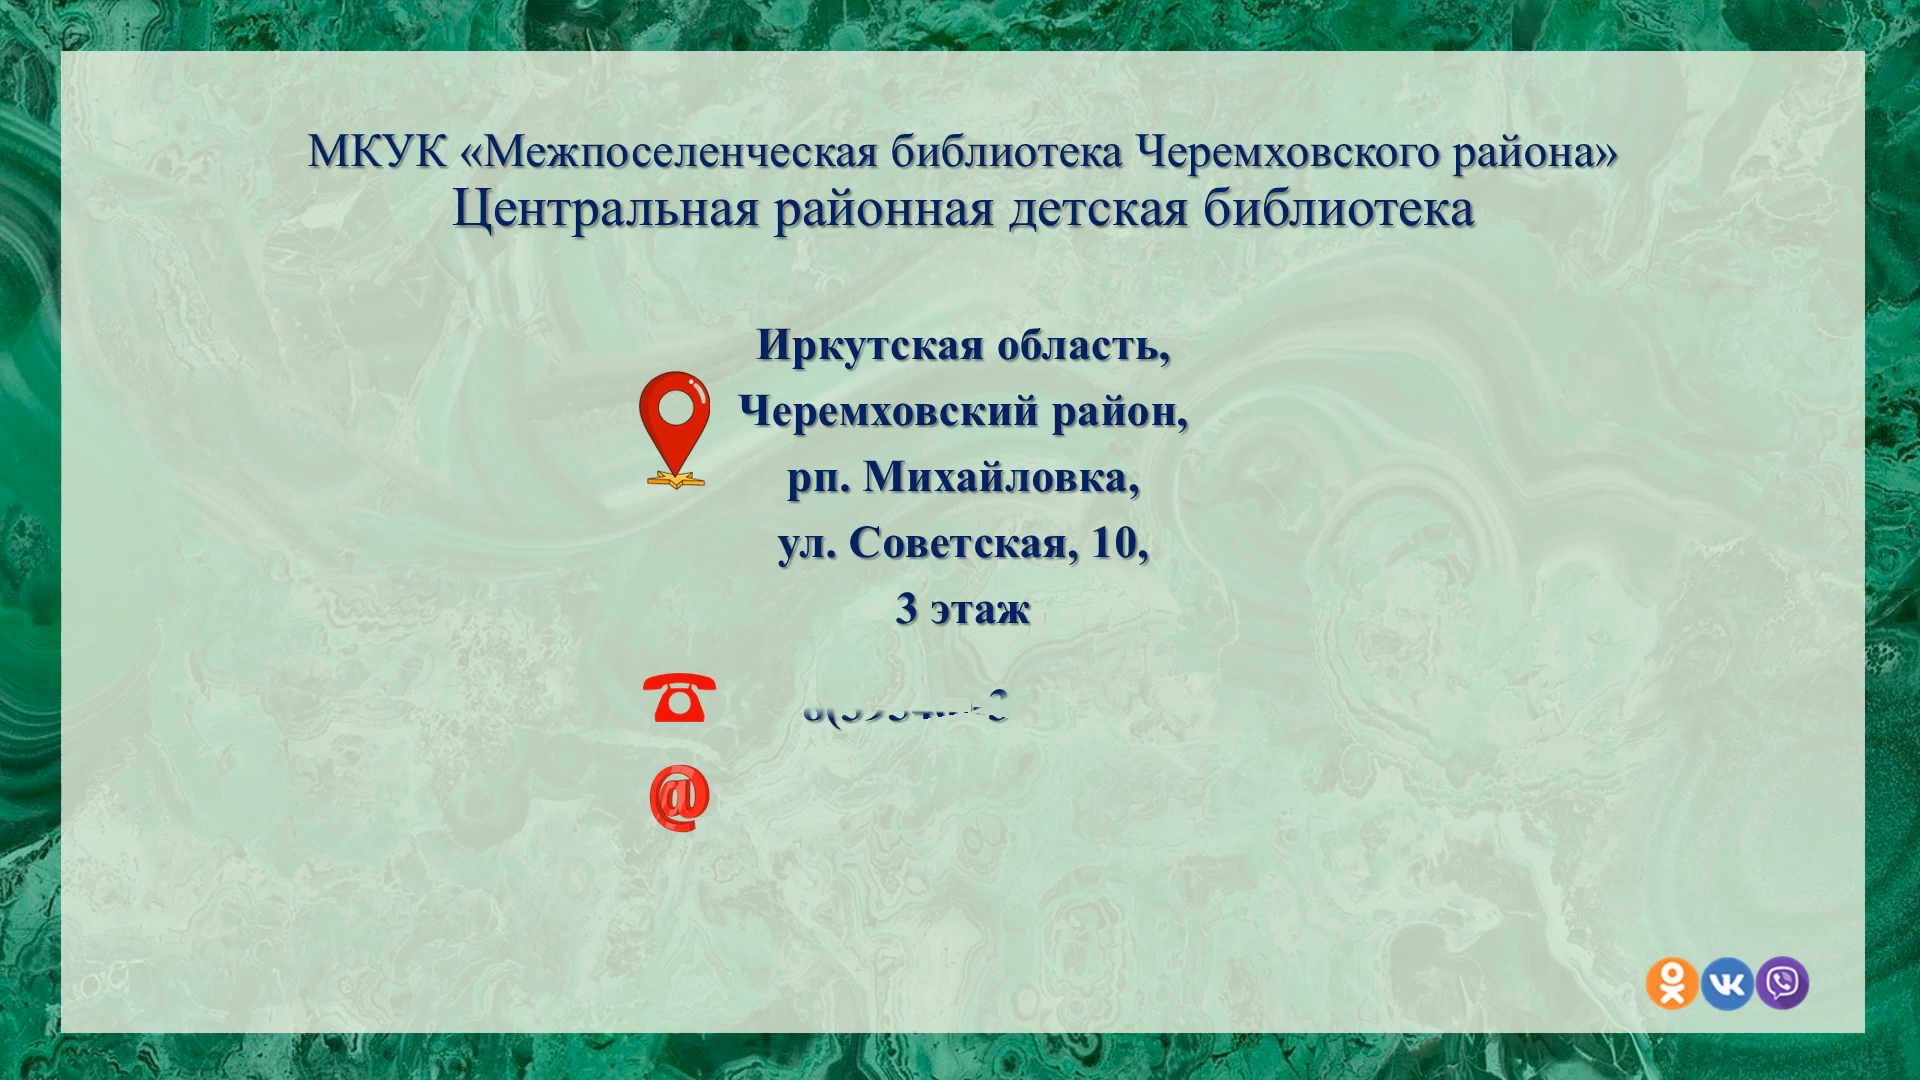 МКУК «Межпоселенческая библиотека Черемховского района»
Центральная районная детская библиотека
Иркутская область,
Черемховский район,
рп. Михайловка,
ул. Советская, 10,
3 этаж